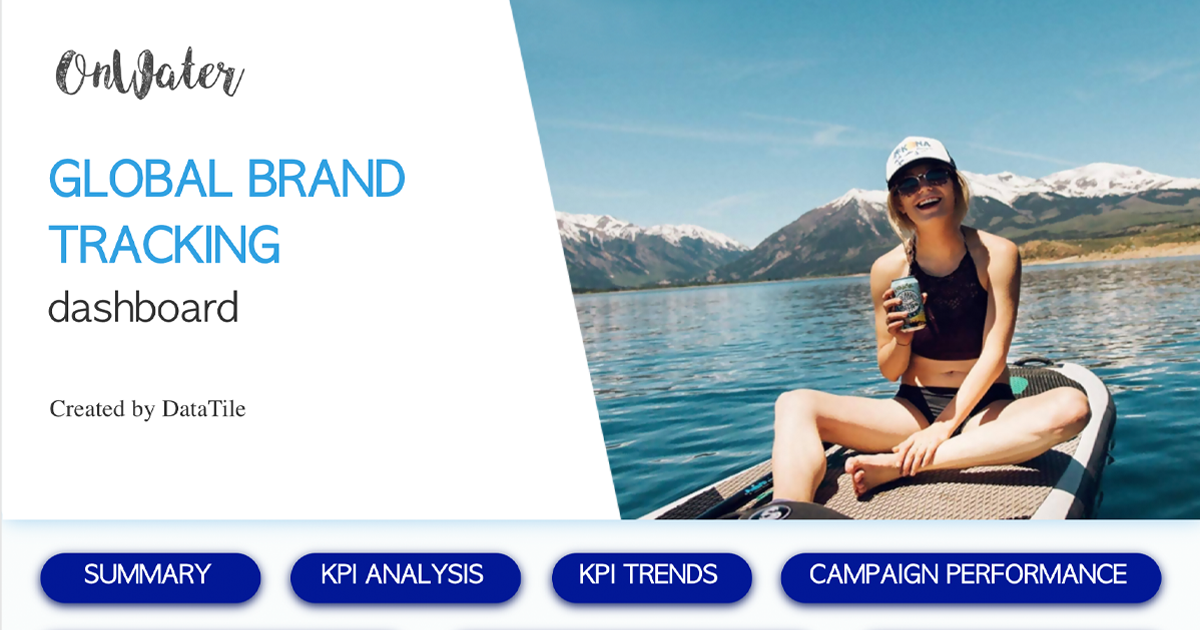 OnWater
GLOBAL BRAND
TRACKING
dashboard
Created by DataTile
SUMMARY
KPI ANALYSIS
KPI TRENDS
CAMPAIGN PERFORMANCE